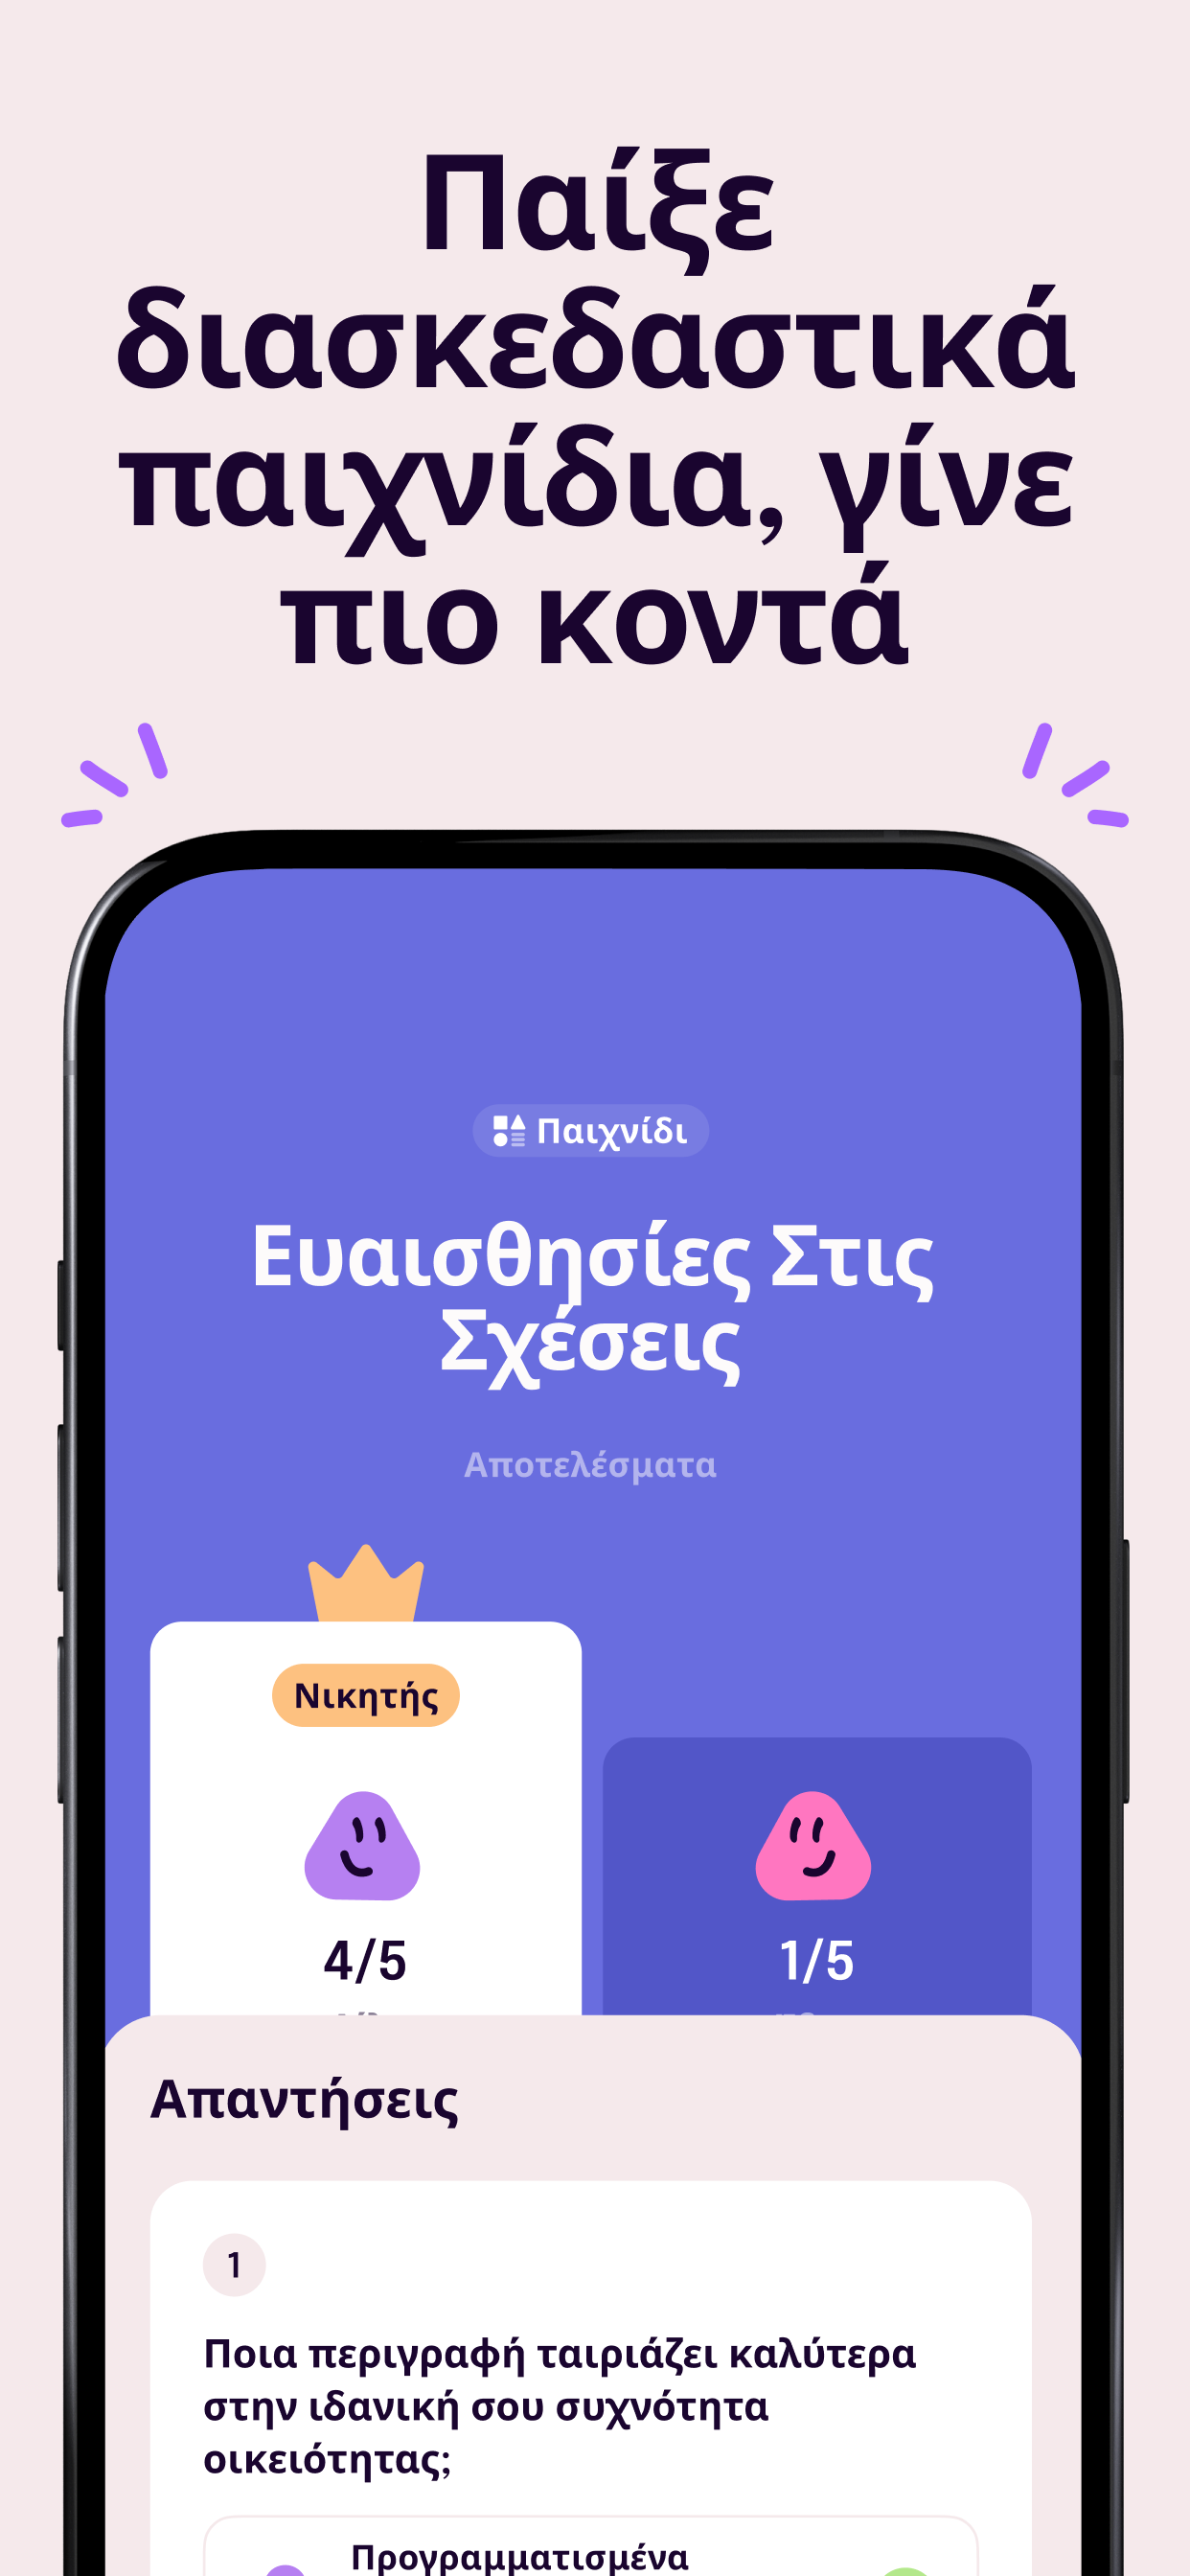 Παίξε
διασκεδαστικά
παιχνίδια, γίνε
πιο κοντά
Παιχνίδι
Ευαισθησίες Στις
Σχέσεις
Αποτελέσματα
Νικητής
4/5
1/5
Απαντήσεις
1
Ποια περιγραφή ταιριάζει καλύτερα
στην ιδανική σου συχνότητα
οικειότητας;
Προγραμματισμένα